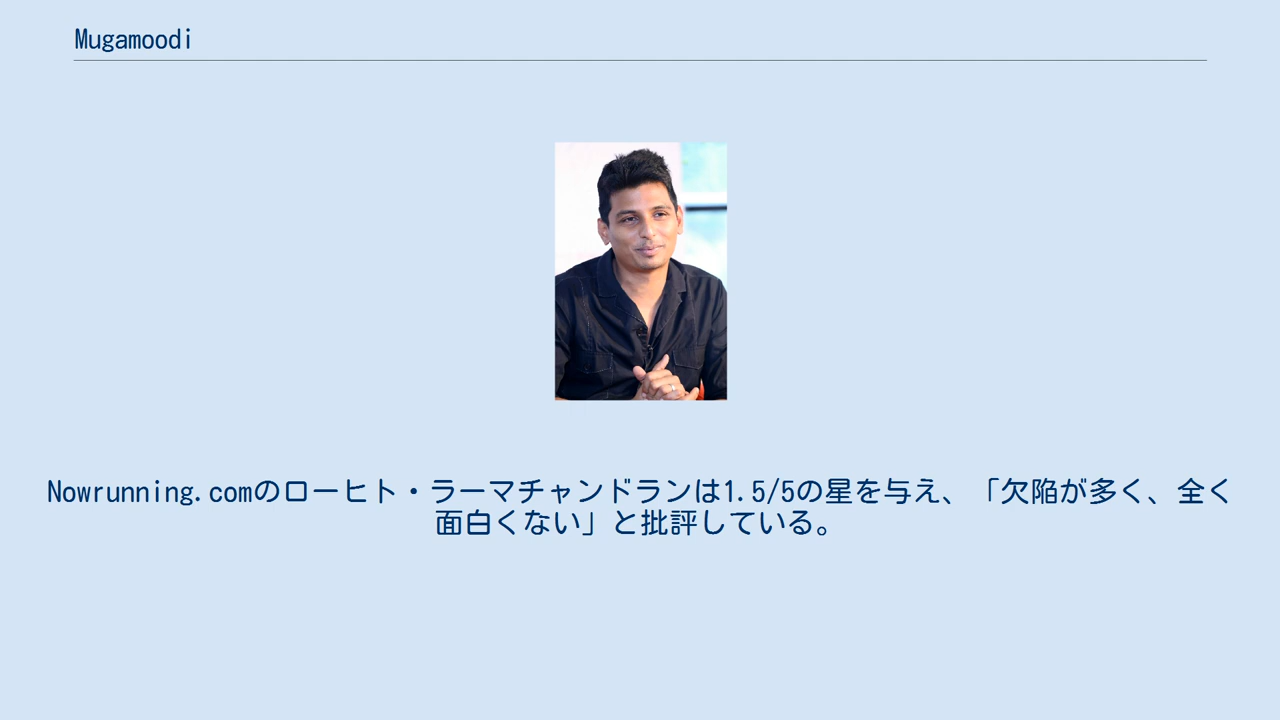 Mugamoodi
Nowrunning.comのローヒト・ラーマチャンドランは1.5/5の星を与え、「欠陥が多く、全く
面白くない」と批評している。